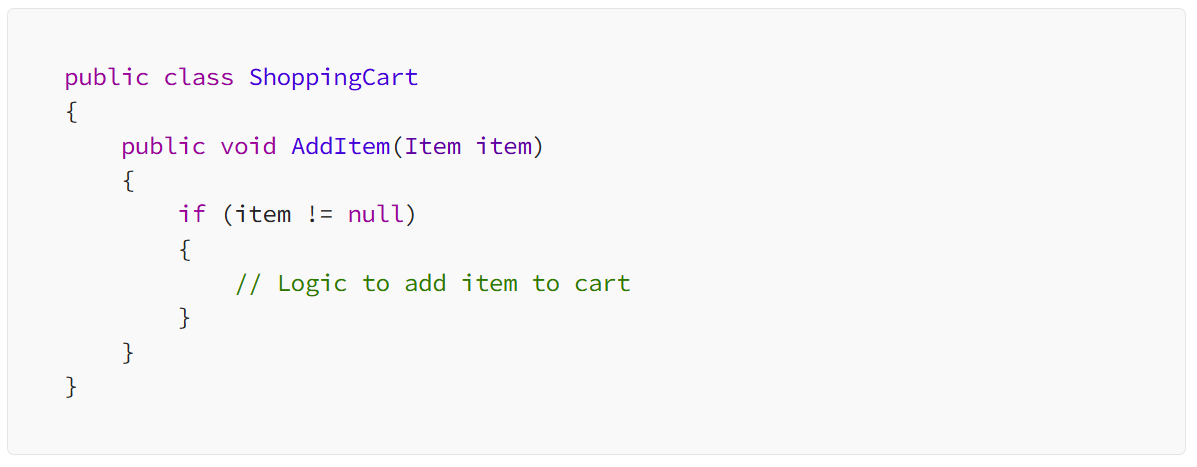 public class ShoppingCart
{
    public void AddItem(Item item)
    {
        if (item != null)
        {
            // Logic to add item to cart
        }
    }
}